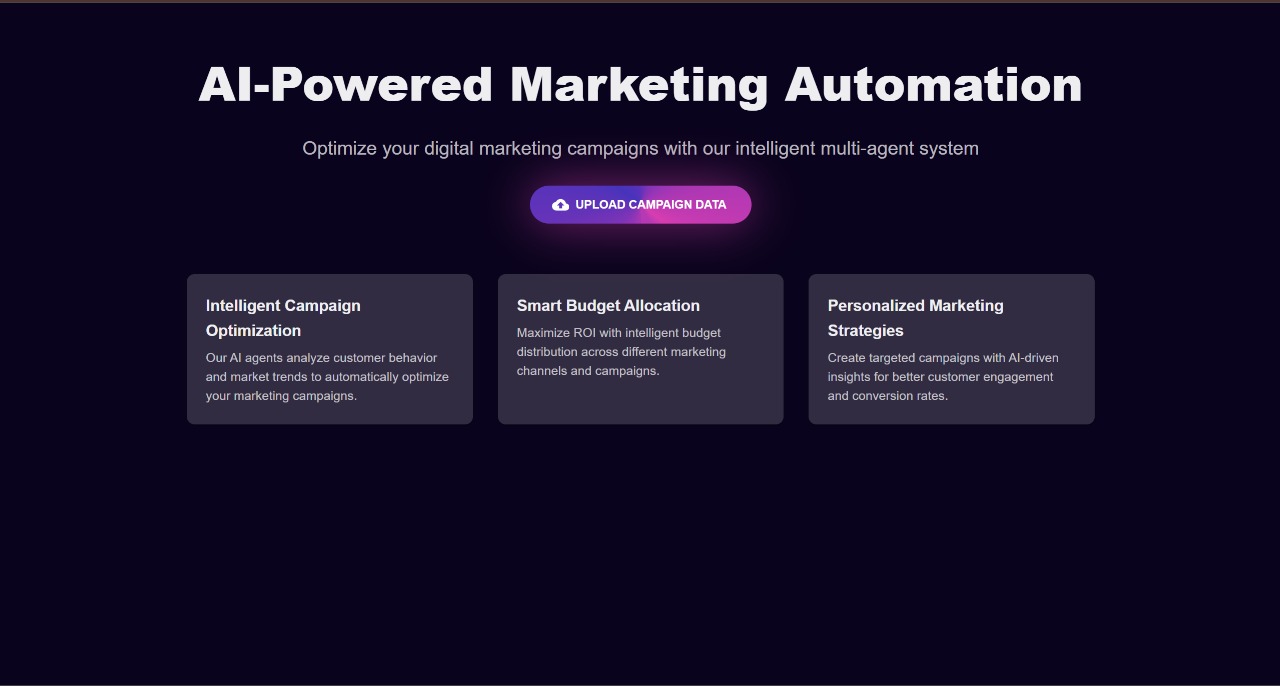 AI-Powered Marketing Automation
Optimize your digital marketing campaigns with our intelligent multi-agent system
UPLOAD CAMPAIGN DATA
Intelligent Campaign
Optimization
Our AI agents analyze customer behavior
and market trends to automatically optimize
your marketing campaigns.
Smart Budget Allocation
Maximize ROI with intelligent budget
distribution across different marketing
channels and campaigns.
Personalized Marketing
Strategies
Create targeted campaigns with AI-driven
insights for better customer engagement
and conversion rates.